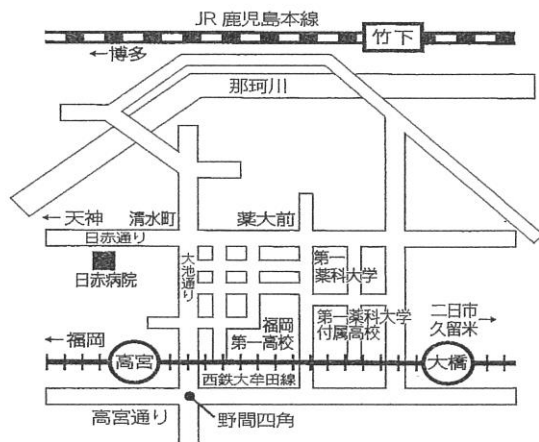 JR鹿児島本線
竹下
←博多
那珂川
←天神
清水町
薬大前
日赤通り
大池通り
日赤病院
第一
薬科大学
福岡
第一高校
第一薬科大学
付属高校
二日市
久留米→
←福岡
高宮
大橋
西鉄大牟田線
高宮通り
野間四角